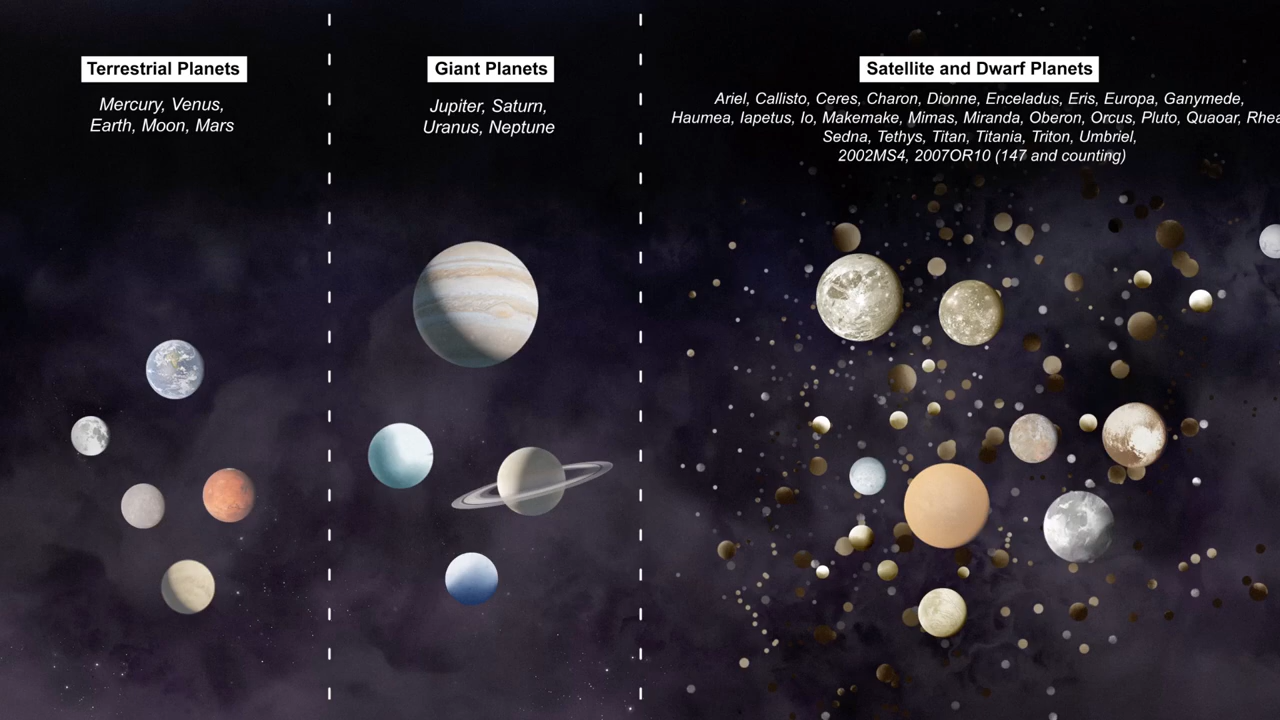 Terrestrial Planets
Mercury, Venus,
Earth, Moon, Mars
Giant Planets
Jupiter, Saturn,
Uranus, Neptune
Satellite and Dwarf Planets
Ariel, Callisto, Ceres, Charon, Dionne, Enceladus, Eris, Europa, Ganymede,
Haumea, Iapetus, Io, Makemake, Mimas, Miranda, Oberon, Orcus, Pluto, Quaoar, Rhea
Sedna, Tethys, Titan, Titania, Triton, Umbriel,
2002MS4, 2007OR10 (147 and counting)